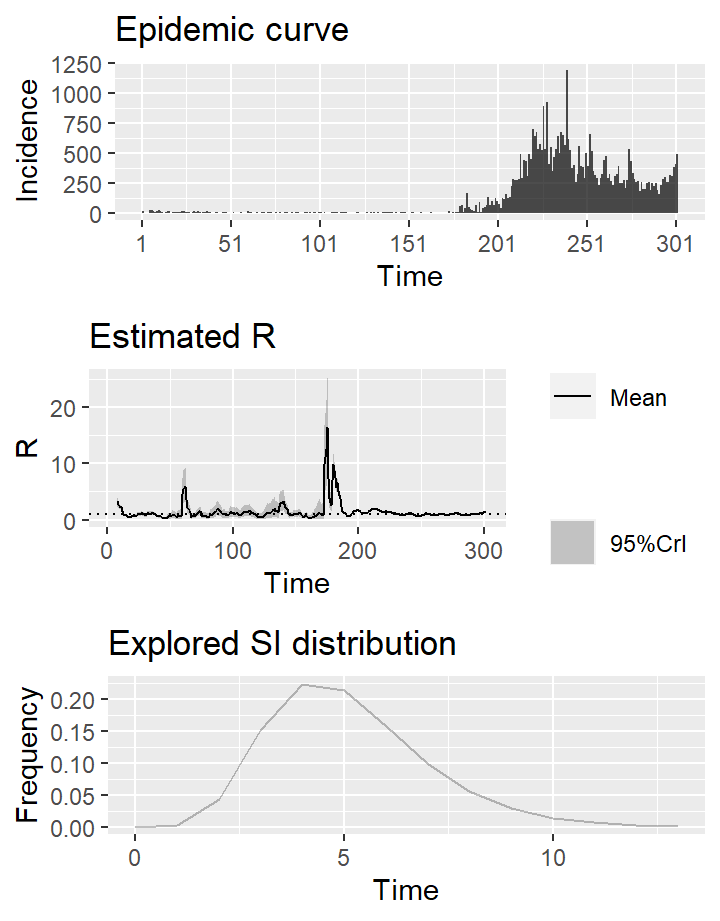 Epidemic curve
1250
1000
750
500
250
0
Incidence
1 51 101 151 201 251 301
Time
Estimated R
20
10
0
R
0 100 200 300
Time
Mean
95%CrI
Explored SI distribution
0.20
0.15
0.10
0.05
0.00
Frequency
0 5 10
Time